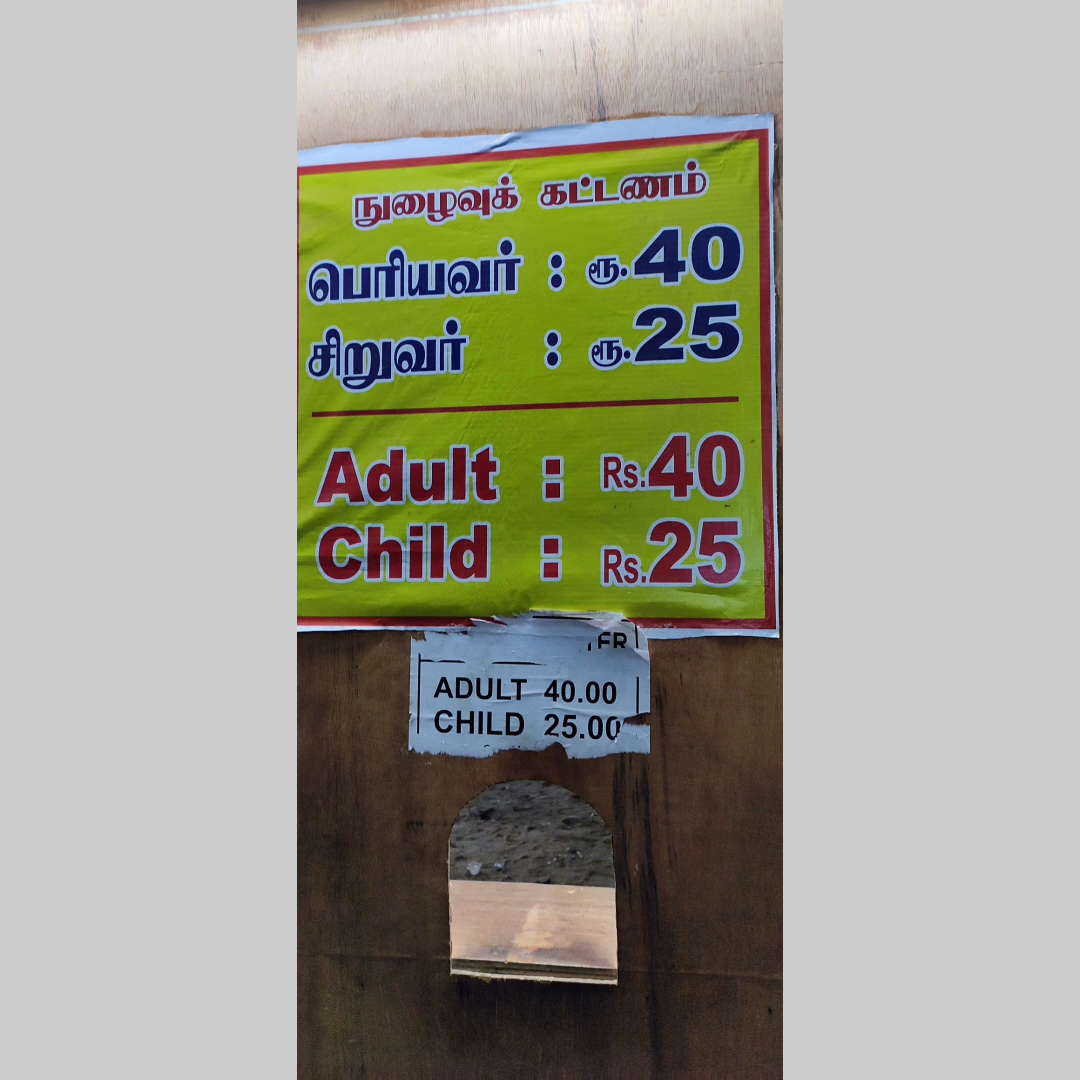 நுழைவுக் கட்டணம்
பெரியவர் : ரூ.40
சிறுவர் : ரூ.25
Adult : Rs.40
Child : Rs.25
ADULT 40.00
CHILD 25.00